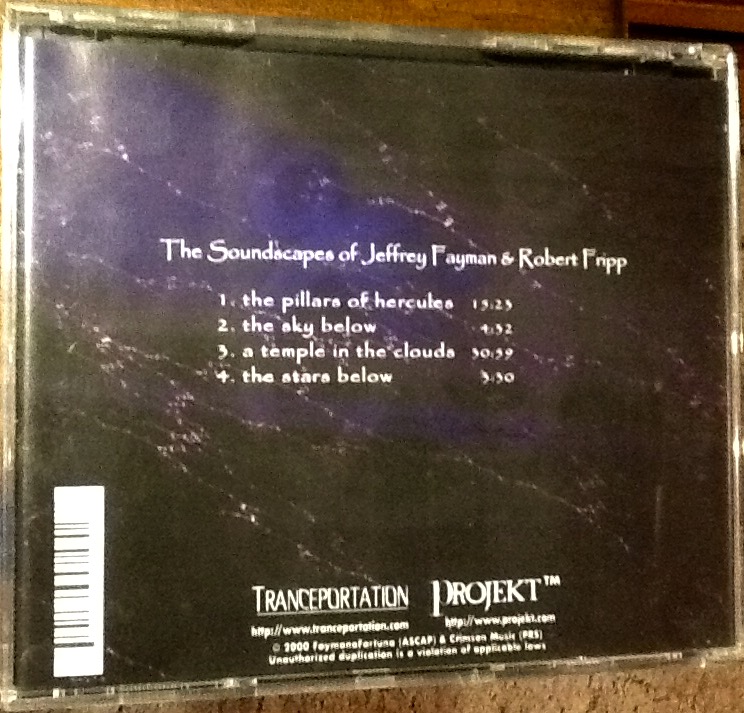 The Soundscapes of Jeffrey Fayman & Robert Fripp
1. the pillars of hercules 15:23
2. the sky below 4:32
3. a temple in the clouds 30:59
4. the stars below 3:30
TRANCEPORTATION PROJEKT™
http://www.tranceportation.com http://www.projekt.com
© 2000 FaymanaFortuna (ASCAP) & Crimson Music (PRS)
Unauthorized duplication is a violation of applicable laws